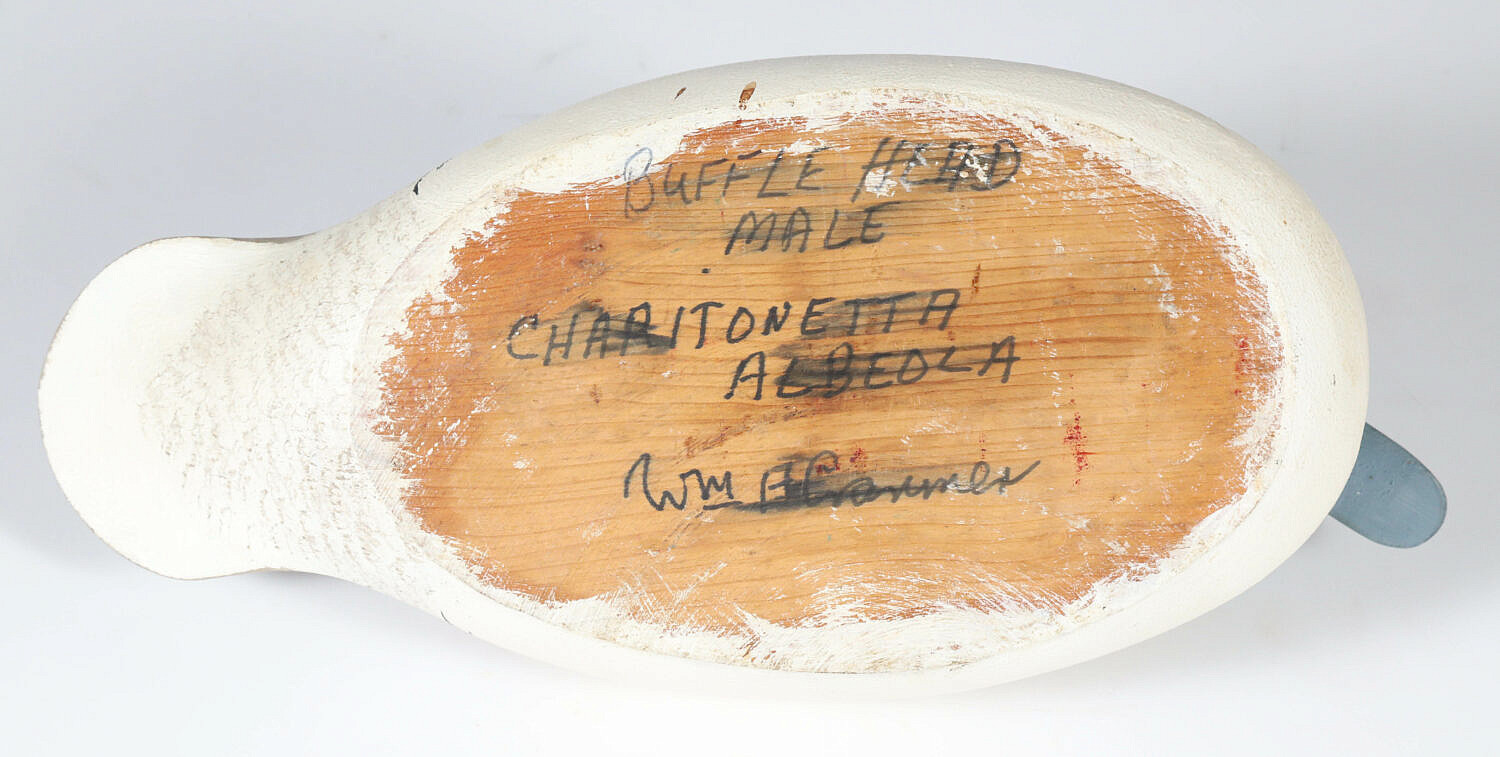 BUFFLE HEAD
MALE
CHARITONETTA
ALBEOLA
Wm